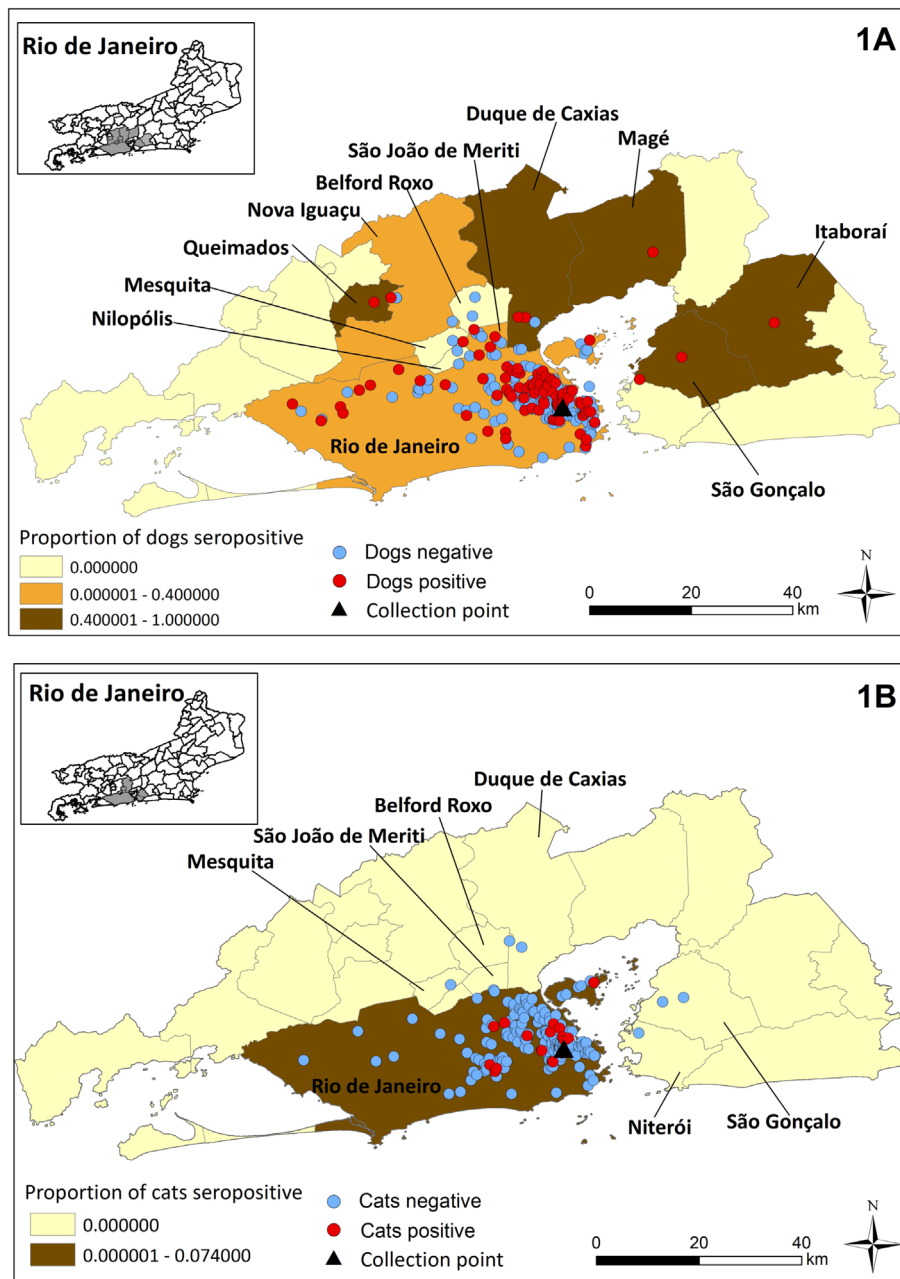 Rio de Janeiro
1A
Duque de Caxias
Magé
São João de Meriti
Belford Roxo
Itaboraí
Nova Iguaçu
Queimados
Mesquita
Nilopólis
Rio de Janeiro
São Gonçalo
Proportion of dogs seropositive
0.000000
0.000001 - 0.400000
0.400001 - 1.000000
Dogs negative
Dogs positive
Collection point
0 20 40
km
N
Rio de Janeiro
1B
Duque de Caxias
Belford Roxo
São João de Meriti
Mesquita
Rio de Janeiro
Niterói
São Gonçalo
Proportion of cats seropositive
0.000000
0.000001 - 0.074000
Cats negative
Cats positive
Collection point
0 20 40
km
N